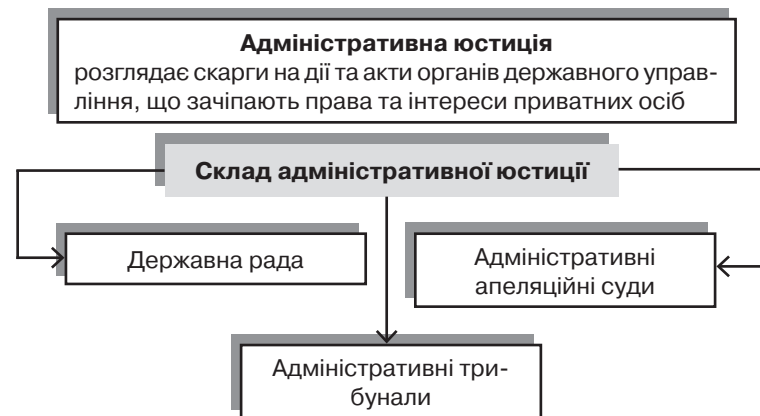 Адміністративна юстиція
розглядає скарги на дії та акти органів державного управ-
ління, що зачіпають права та інтереси приватних осіб
Склад адміністративної юстиції
Державна рада
Адміністративні
апеляційні суди
Адміністративні три-
бунали